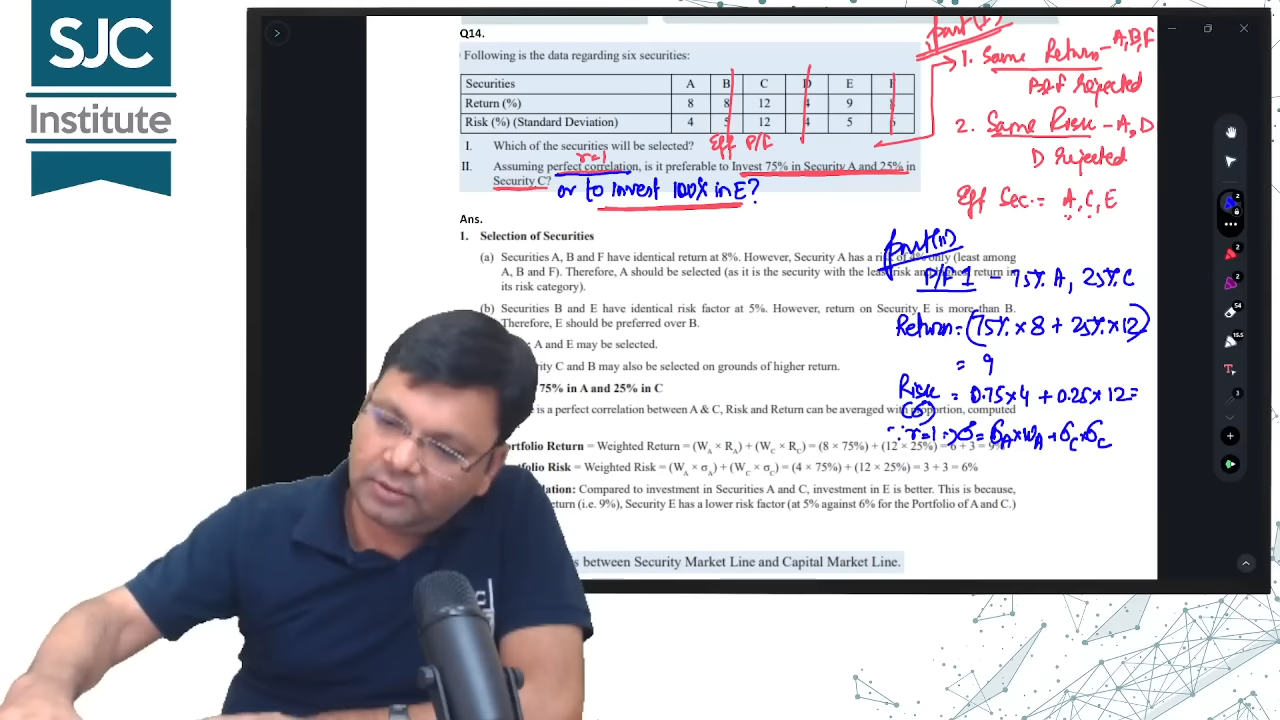 SJC
Institute
Q14.
Following is the data regarding six securities:
Securities A B C D E F
Return (%) 8 8 12 4 9 8
Risk (%) (Standard Deviation) 4 5 12 4 5 6
Eff P/C
I. Which of the securities will be selected?
r=1
II. Assuming perfect correlation, is it preferable to Invest 75% in Security A and 25% in
Security C?
or to invest 100% in E?
part (I)
1. Same Return - A, B, F
B&F Rejected
2. Same Risk - A, D
D Rejected
Eff Sec. = A, C, E
Ans.
1. Selection of Securities
(a) Securities A, B and F have identical return at 8%. However, Security A has a risk of 4% only (least among
A, B and F). Therefore, A should be selected (as it is the security with the least risk and return in
its risk category).
(b) Securities B and E have identical risk factor at 5%. However, return on Security E is more than B.
Therefore, E should be preferred over B.
A and E may be selected.
ity C and B may also be selected on grounds of higher return.
75% in A and 25% in C
e is a perfect correlation between A & C, Risk and Return can be averaged with proportion, computed
rtfolio Return = Weighted Return = (WA × RA) + (WC × RC) = (8 × 75%) + (12 × 25%) = 6 + 3 = 9%
tfolio Risk = Weighted Risk = (WA × σA) + (WC × σC) = (4 × 75%) + (12 × 25%) = 3 + 3 = 6%
lation: Compared to investment in Securities A and C, investment in E is better. This is because,
turn (i.e. 9%), Security E has a lower risk factor (at 5% against 6% for the Portfolio of A and C.)
s between Security Market Line and Capital Market Line.
part (ii)
P/F 1 - 75% A, 25% C
Return = (75% × 8 + 25% × 12)
= 9
Risk = 0.75×4 + 0.25×12=
(σ)
∵ r=1 ⇒ σ = σA×WA + σC×σC